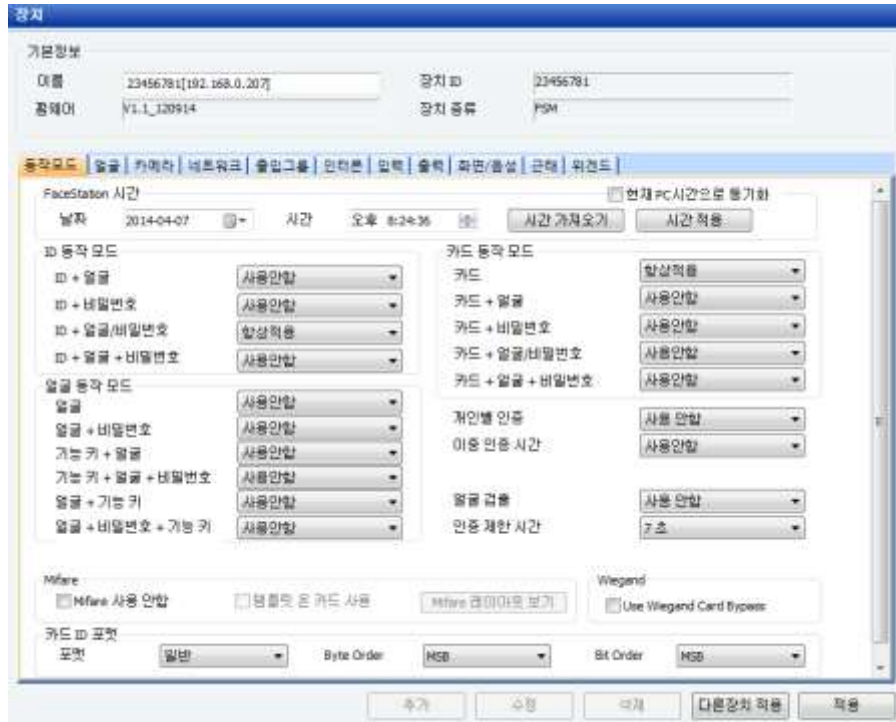 장치
기본정보
이름 23456781[192.168.0.207] 장치 ID 23456781
펌웨어 V1.1_120914 장치 종류 FSM
동작모드 얼굴 카메라 네트워크 출입그룹 인터폰 입력 출력 화면/음성 근태 위건드
FaceStation 시간 현재 PC시간으로 동기화
날짜 2014-04-07 시간 오후 8:24:36 시간 가져오기 시간 적용
ID 동작 모드 카드 동작 모드
ID + 얼굴 사용안함 카드 항상적용
ID + 비밀번호 사용안함 카드 + 얼굴 사용안함
ID + 얼굴/비밀번호 항상적용 카드 + 비밀번호 사용안함
ID + 얼굴 + 비밀번호 사용안함 카드 + 얼굴/비밀번호 사용안함
카드 + 얼굴 + 비밀번호 사용안함
얼굴 동작 모드
얼굴 사용안함 개인별 인증 사용 안함
얼굴 + 비밀번호 사용안함 이중 인증 시간 사용안함
기능 키 + 얼굴 사용안함
기능 키 + 얼굴 + 비밀번호 사용안함
얼굴 + 기능 키 사용안함 얼굴 검출 사용 안함
얼굴 + 비밀번호 + 기능 키 사용안함 인증 제한 시간 7 초
Mifare Wiegand
Mifare 사용 안함 템플릿 온 카드 사용 Mifare 레이아웃 보기 Use Wiegand Card Bypass
카드 ID 포맷
포맷 일반 Byte Order MSB Bit Order MSB
추가 수정 삭제 다른장치 적용 적용